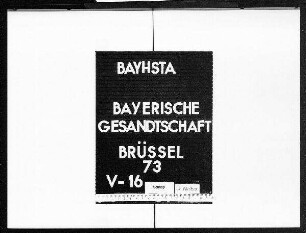 BAYHSTA
BAYERISCHE
GESANDTSCHAFT
BRÜSSEL
73
V-16